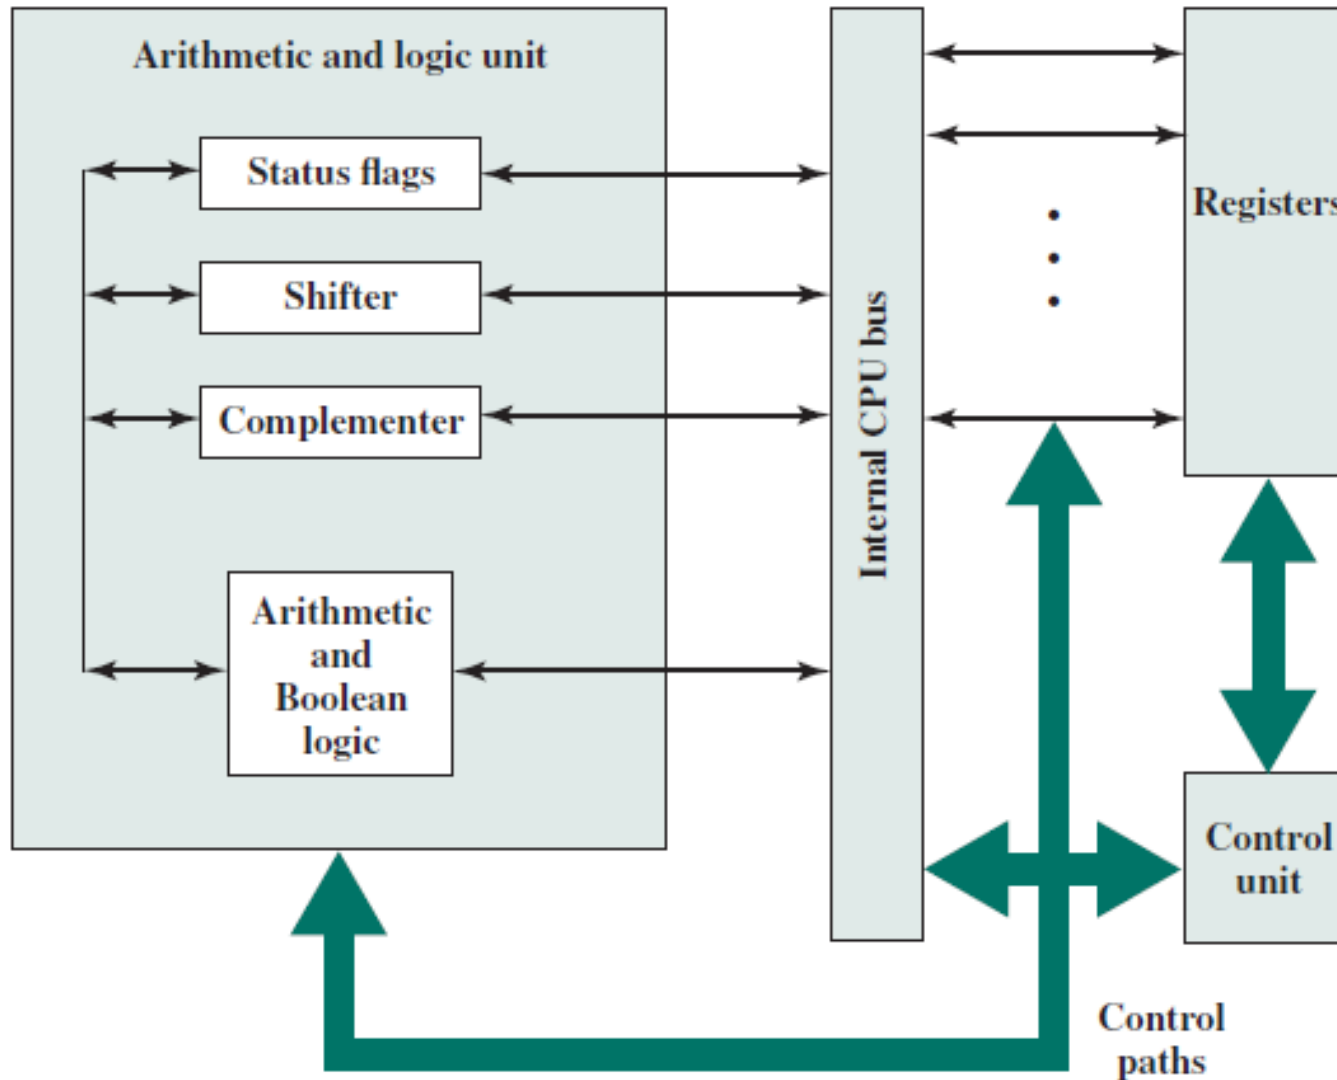 Arithmetic and logic unit
Status flags
Shifter
Complementer
Arithmetic
and
Boolean
logic
Internal CPU bus
Registers
Control
unit
Control
paths